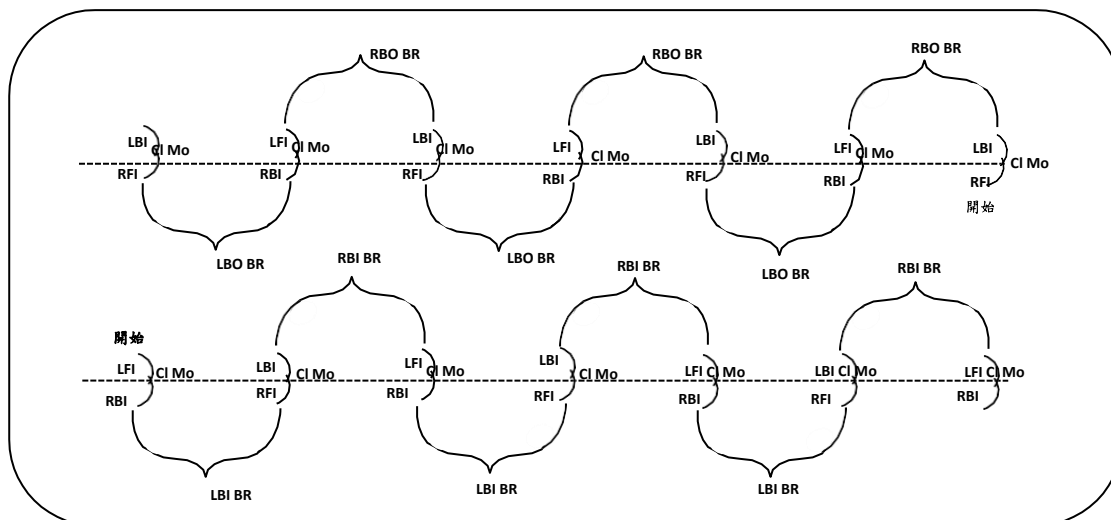 RBO BR RBO BR RBO BR
LBI LFI LBI LFI LBI LFI LBI
Cl Mo Cl Mo Cl Mo Cl Mo Cl Mo Cl Mo Cl Mo
RFI RBI RFI RBI RFI RBI RFI
開始
LBO BR LBO BR LBO BR
RBI BR RBI BR RBI BR
開始
LFI Cl Mo LBI Cl Mo LFI Cl Mo LBI Cl Mo LFI Cl Mo LBI Cl Mo LFI Cl Mo
RBI RFI RBI RFI RBI RFI RBI
LBI BR LBI BR LBI BR